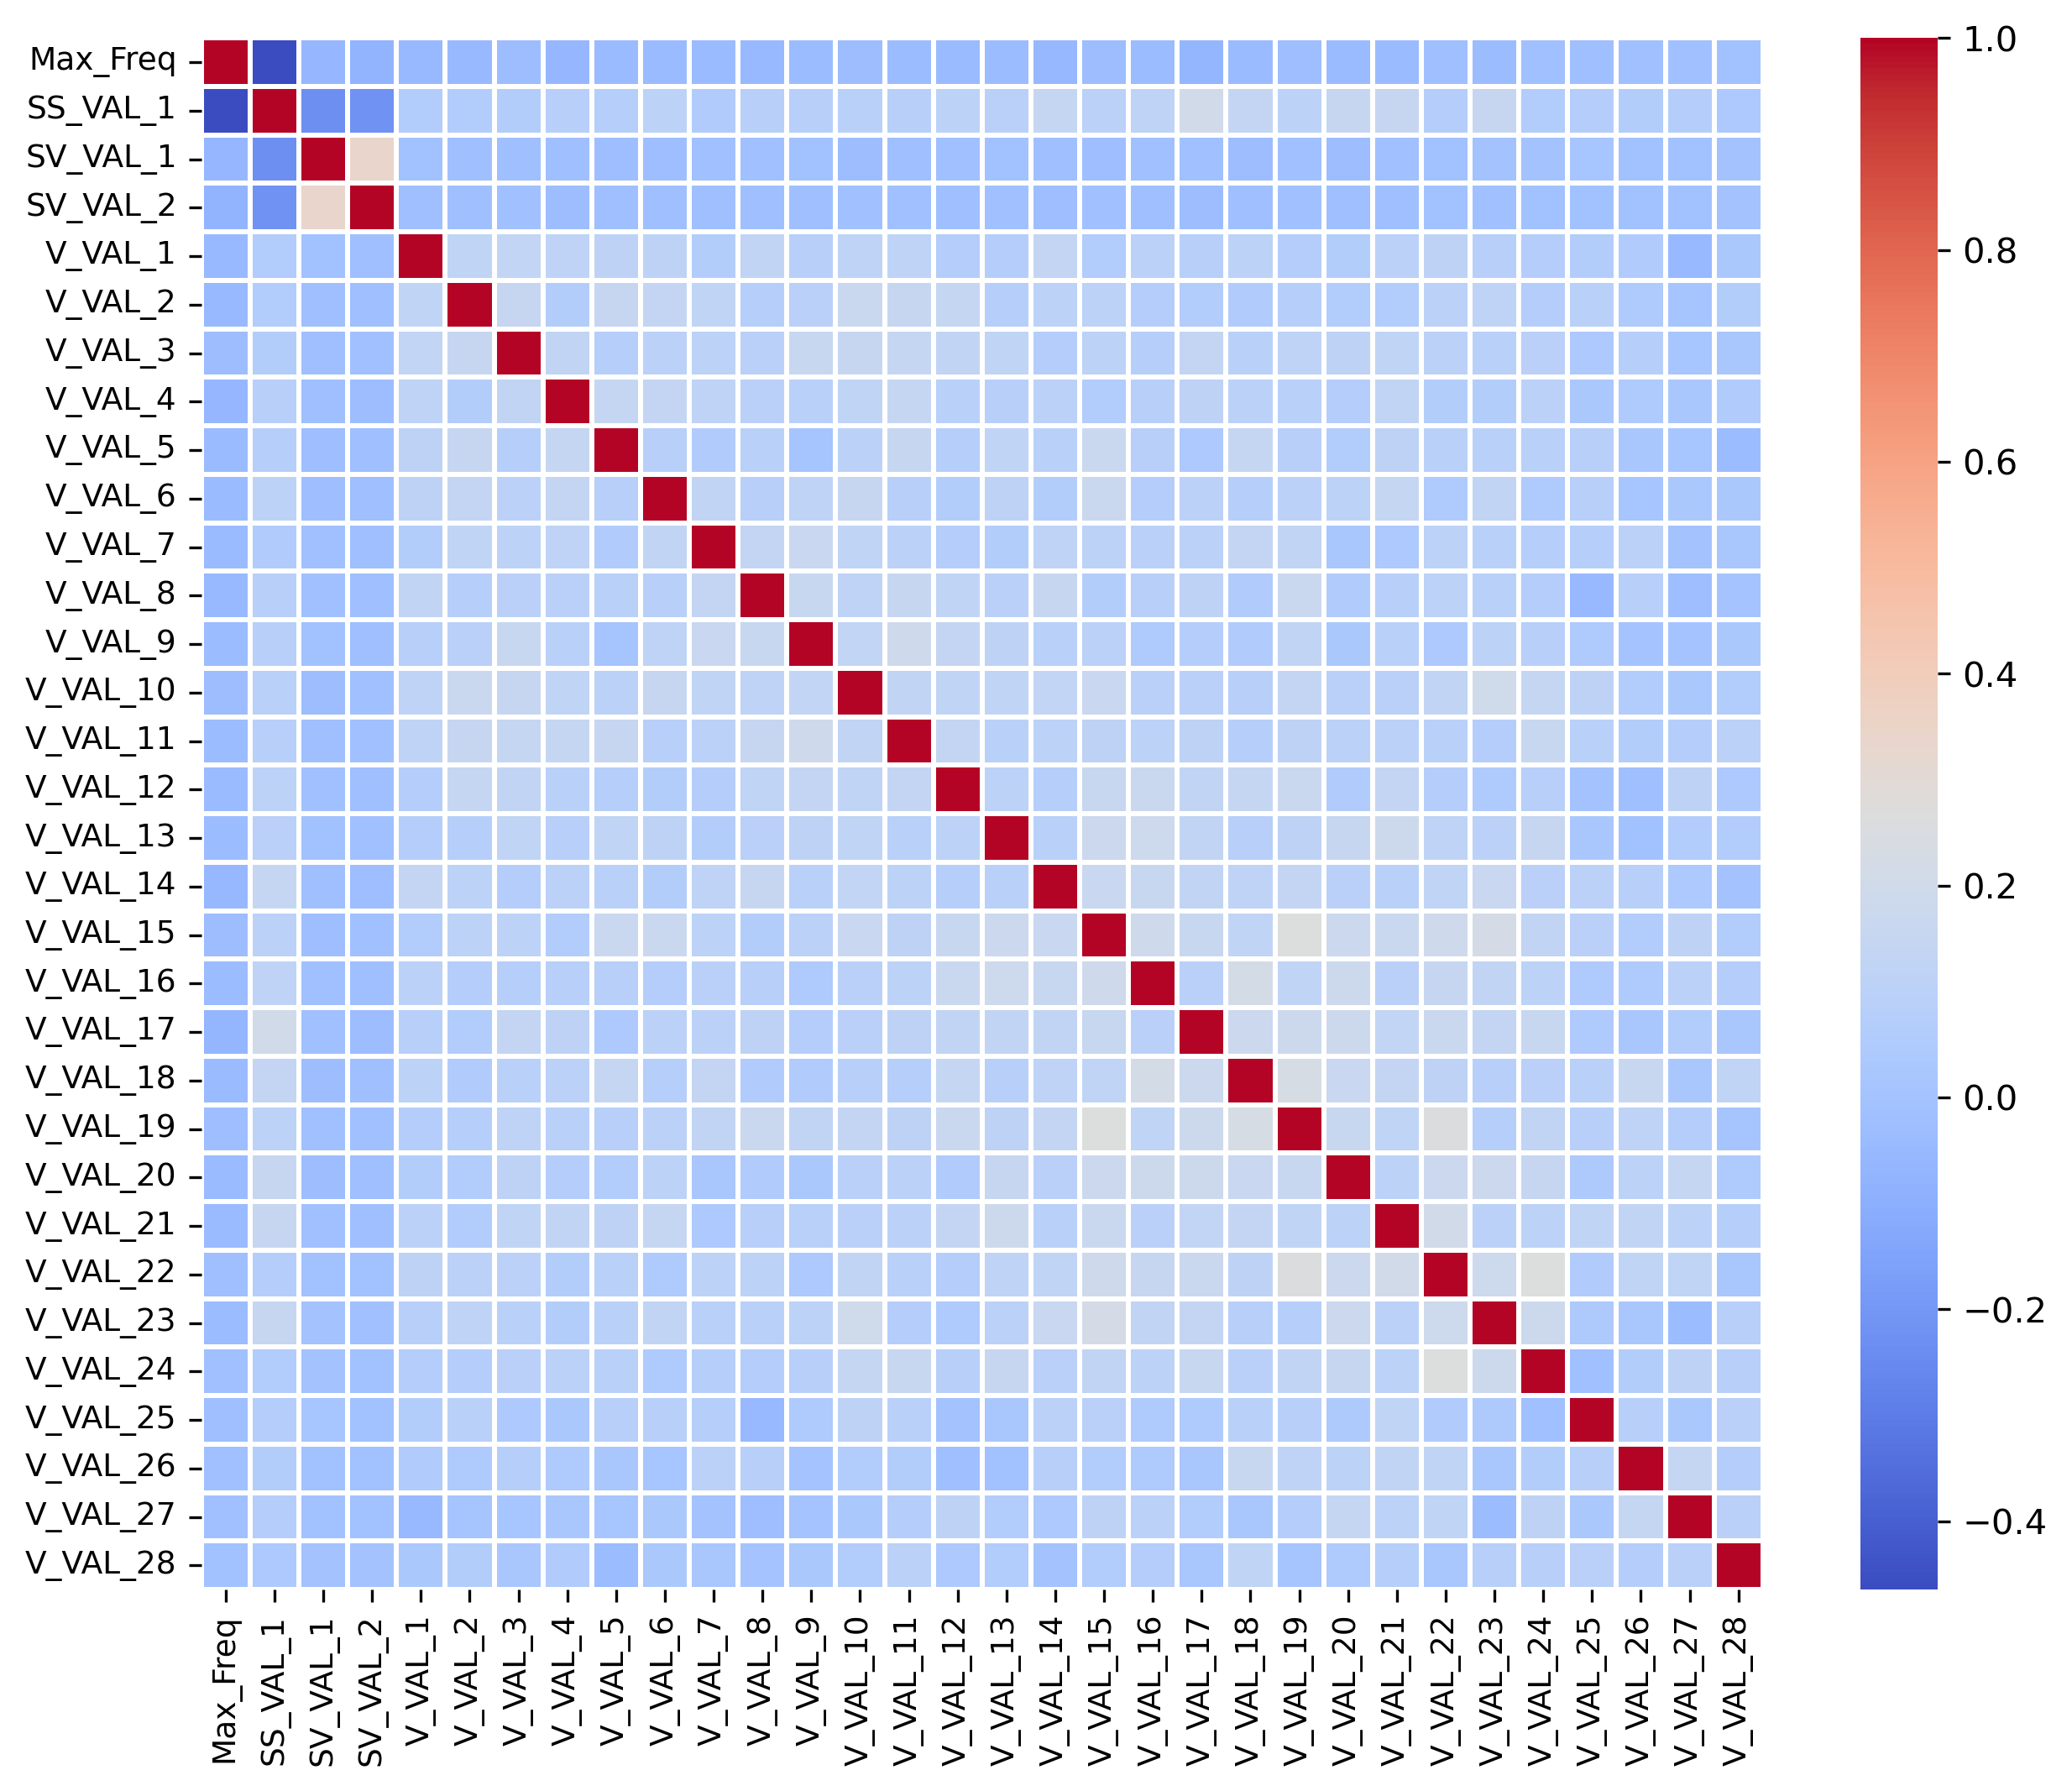 Max_Freq
SS_VAL_1
SV_VAL_1
SV_VAL_2
V_VAL_1
V_VAL_2
V_VAL_3
V_VAL_4
V_VAL_5
V_VAL_6
V_VAL_7
V_VAL_8
V_VAL_9
V_VAL_10
V_VAL_11
V_VAL_12
V_VAL_13
V_VAL_14
V_VAL_15
V_VAL_16
V_VAL_17
V_VAL_18
V_VAL_19
V_VAL_20
V_VAL_21
V_VAL_22
V_VAL_23
V_VAL_24
V_VAL_25
V_VAL_26
V_VAL_27
V_VAL_28
Max_Freq
SS_VAL_1
SV_VAL_1
SV_VAL_2
V_VAL_1
V_VAL_2
V_VAL_3
V_VAL_4
V_VAL_5
V_VAL_6
V_VAL_7
V_VAL_8
V_VAL_9
V_VAL_10
V_VAL_11
V_VAL_12
V_VAL_13
V_VAL_14
V_VAL_15
V_VAL_16
V_VAL_17
V_VAL_18
V_VAL_19
V_VAL_20
V_VAL_21
V_VAL_22
V_VAL_23
V_VAL_24
V_VAL_25
V_VAL_26
V_VAL_27
V_VAL_28
1.0
0.8
0.6
0.4
0.2
0.0
−0.2
−0.4